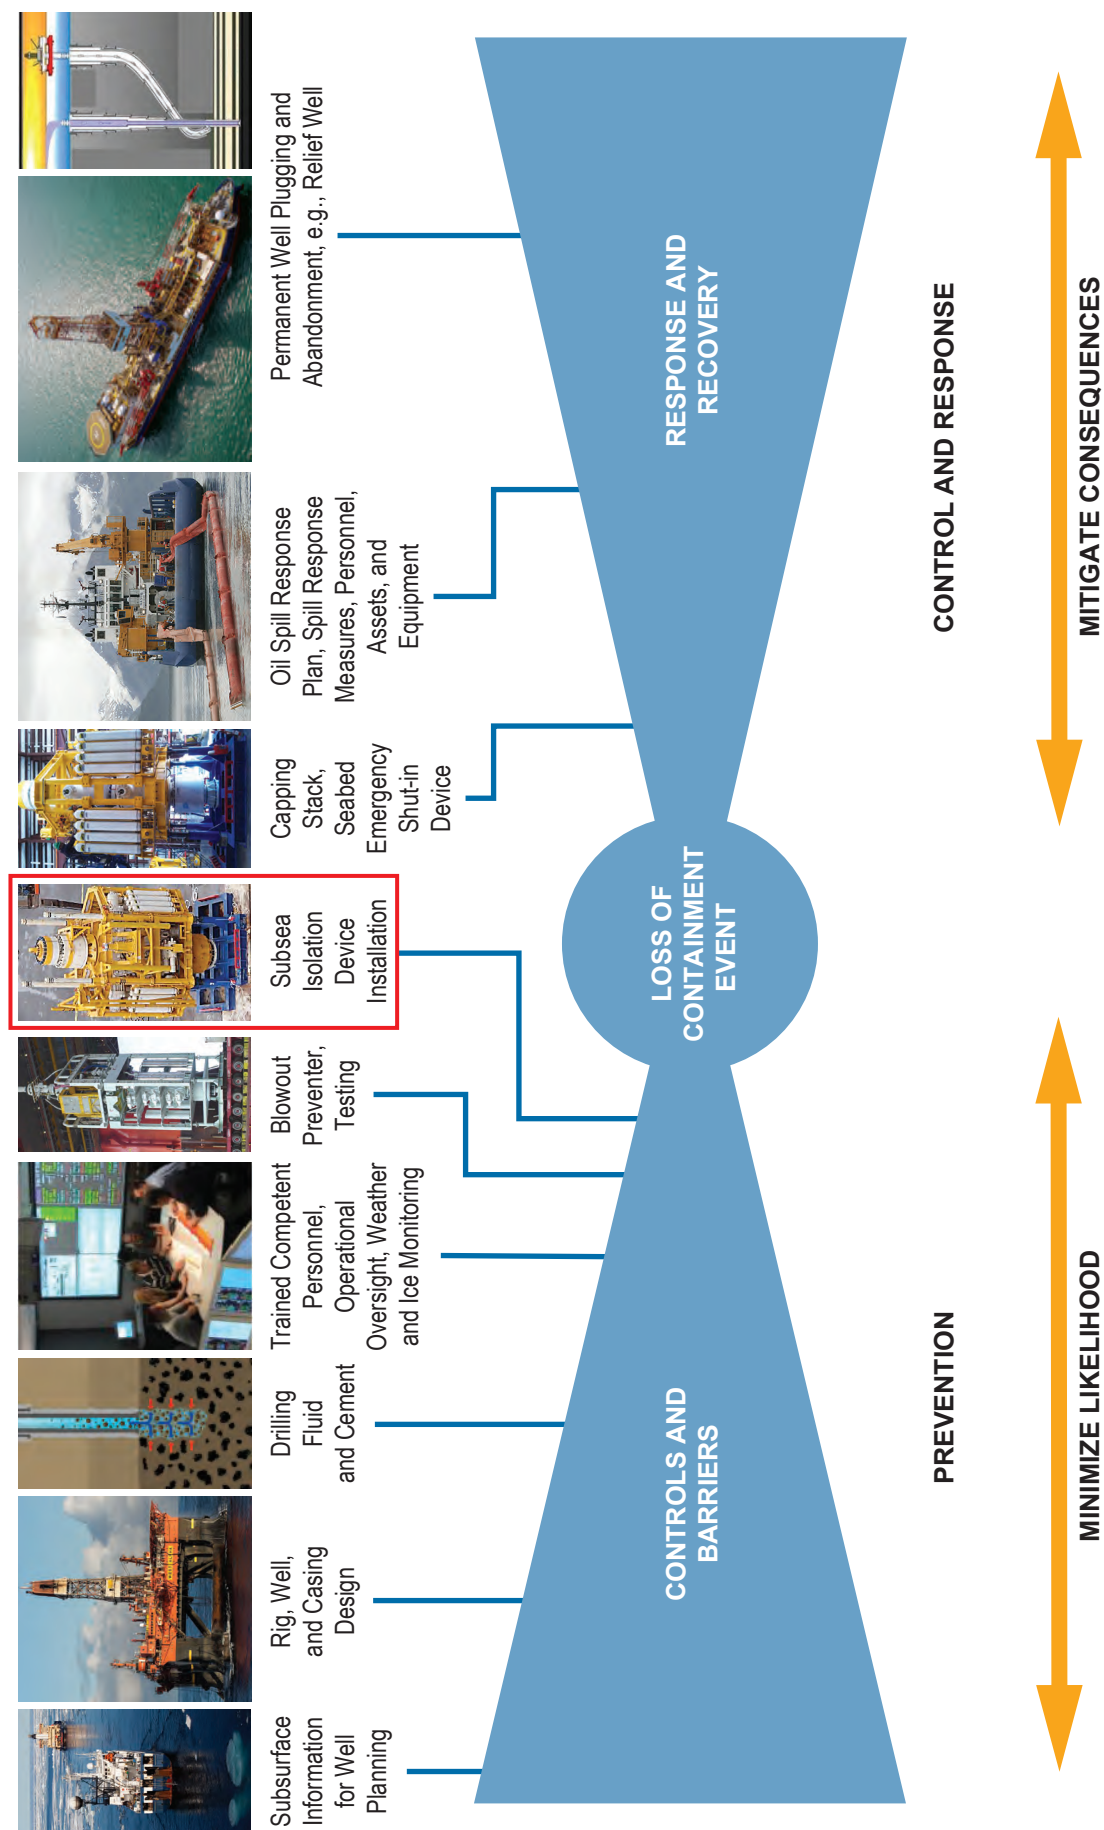 Subsurface
Information
for Well
Planning
Rig, Well,
and Casing
Design
Drilling
Fluid
and Cement
Trained Competent
Personnel,
Operational
Oversight, Weather
and Ice Monitoring
Blowout
Preventer,
Testing
Subsea
Isolation
Device
Installation
Capping
Stack,
Seabed
Emergency
Shut-in
Device
Oil Spill Response
Plan, Spill Response
Measures, Personnel,
Assets, and
Equipment
Permanent Well Plugging and
Abandonment, e.g., Relief Well
CONTROLS AND
BARRIERS
LOSS OF
CONTAINMENT
EVENT
RESPONSE AND
RECOVERY
PREVENTION
CONTROL AND RESPONSE
MINIMIZE LIKELIHOOD
MITIGATE CONSEQUENCES